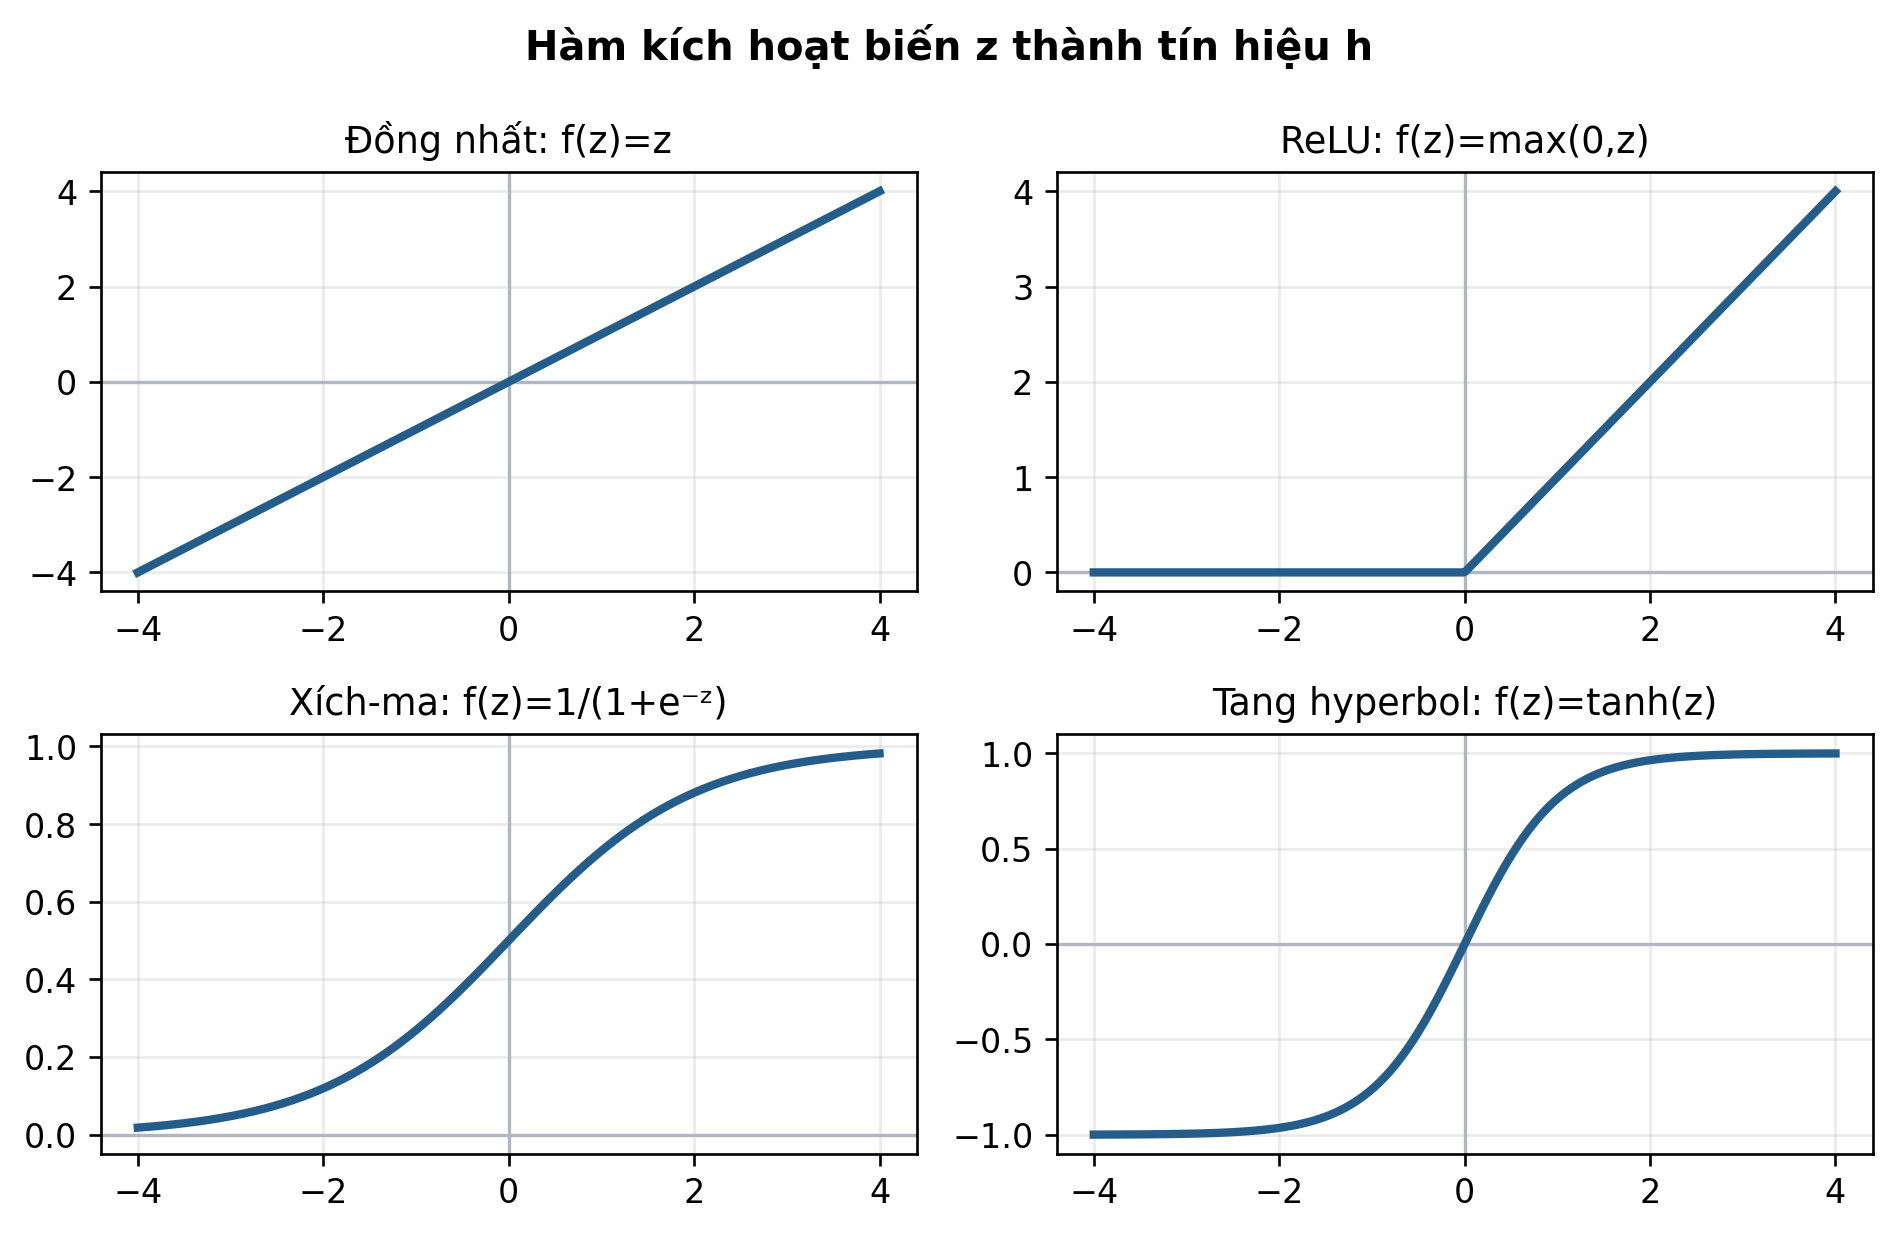 Hàm kích hoạt biến z thành tín hiệu h
Đồng nhất: f(z)=z
4
2
0
−2
−4
−4 −2 0 2 4
ReLU: f(z)=max(0,z)
4
3
2
1
0
−4 −2 0 2 4
Xích-ma: f(z)=1/(1+e⁻ᶻ)
1.0
0.8
0.6
0.4
0.2
0.0
−4 −2 0 2 4
Tang hyperbol: f(z)=tanh(z)
1.0
0.5
0.0
−0.5
−1.0
−4 −2 0 2 4